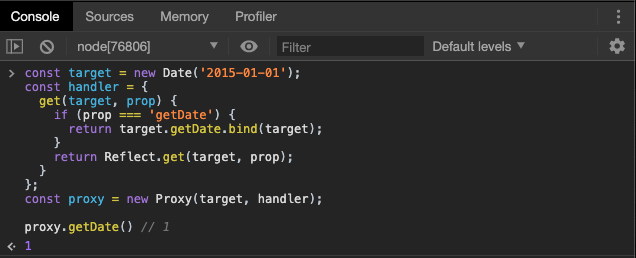 Console Sources Memory Profiler
node[76806] Filter Default levels
const target = new Date('2015-01-01');
const handler = {
  get(target, prop) {
    if (prop === 'getDate') {
      return target.getDate.bind(target);
    }
    return Reflect.get(target, prop);
  }
};
const proxy = new Proxy(target, handler);

proxy.getDate() // 1
1